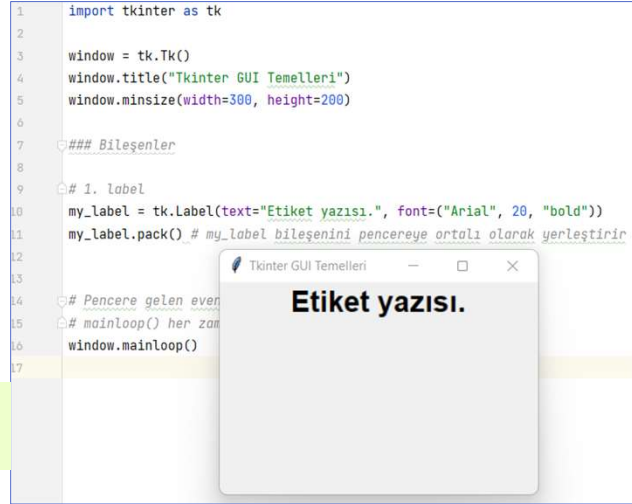 1 import tkinter as tk
2
3 window = tk.Tk()
4 window.title("Tkinter GUI Temelleri")
5 window.minsize(width=300, height=200)
6
7 ### Bileşenler
8
9 # 1. label
10 my_label = tk.Label(text="Etiket yazısı.", font=("Arial", 20, "bold"))
11 my_label.pack() # my_label bileşenini pencereye ortalı olarak yerleştirir
12
13
14 # Pencere gelen
15 # mainloop() her
16 window.mainloop()
17
Tkinter GUI Temelleri
Etiket yazısı.